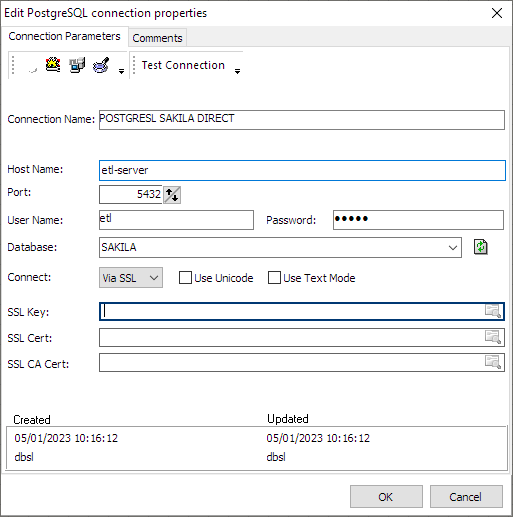 Edit PostgreSQL connection properties
Connection Parameters Comments
Test Connection
Connection Name: POSTGRESL SAKILA DIRECT
Host Name: etl-server
Port: 5432
User Name: etl Password: •••••
Database: SAKILA
Connect: Via SSL Use Unicode Use Text Mode
SSL Key:
SSL Cert:
SSL CA Cert:
Created Updated
05/01/2023 10:16:12 05/01/2023 10:16:12
dbsl dbsl
OK Cancel